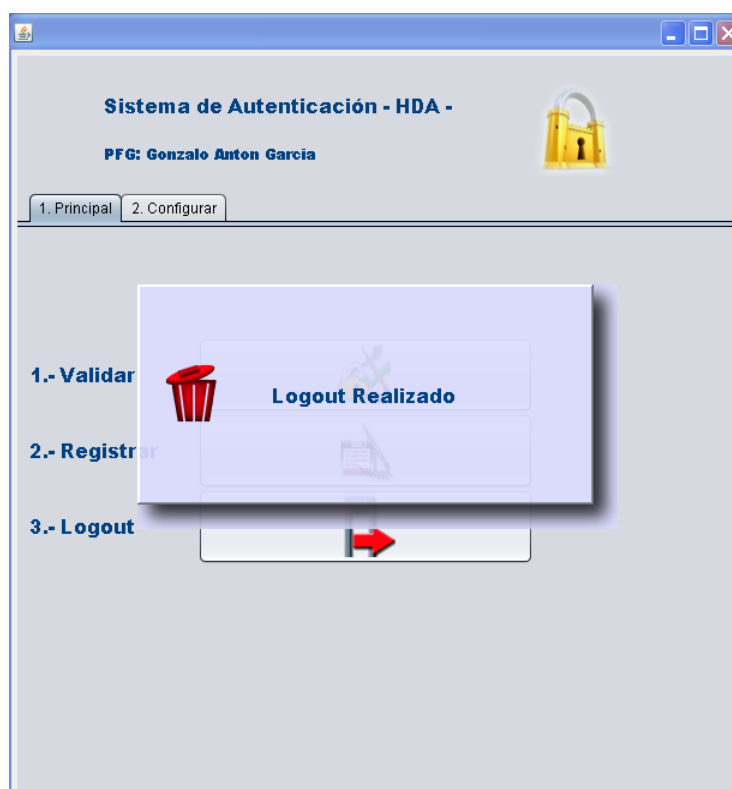 Sistema de Autenticación - HDA -
PFG: Gonzalo Anton Garcia
1. Principal 2. Configurar
1.- Validar
Logout Realizado
2.- Registrar
3.- Logout